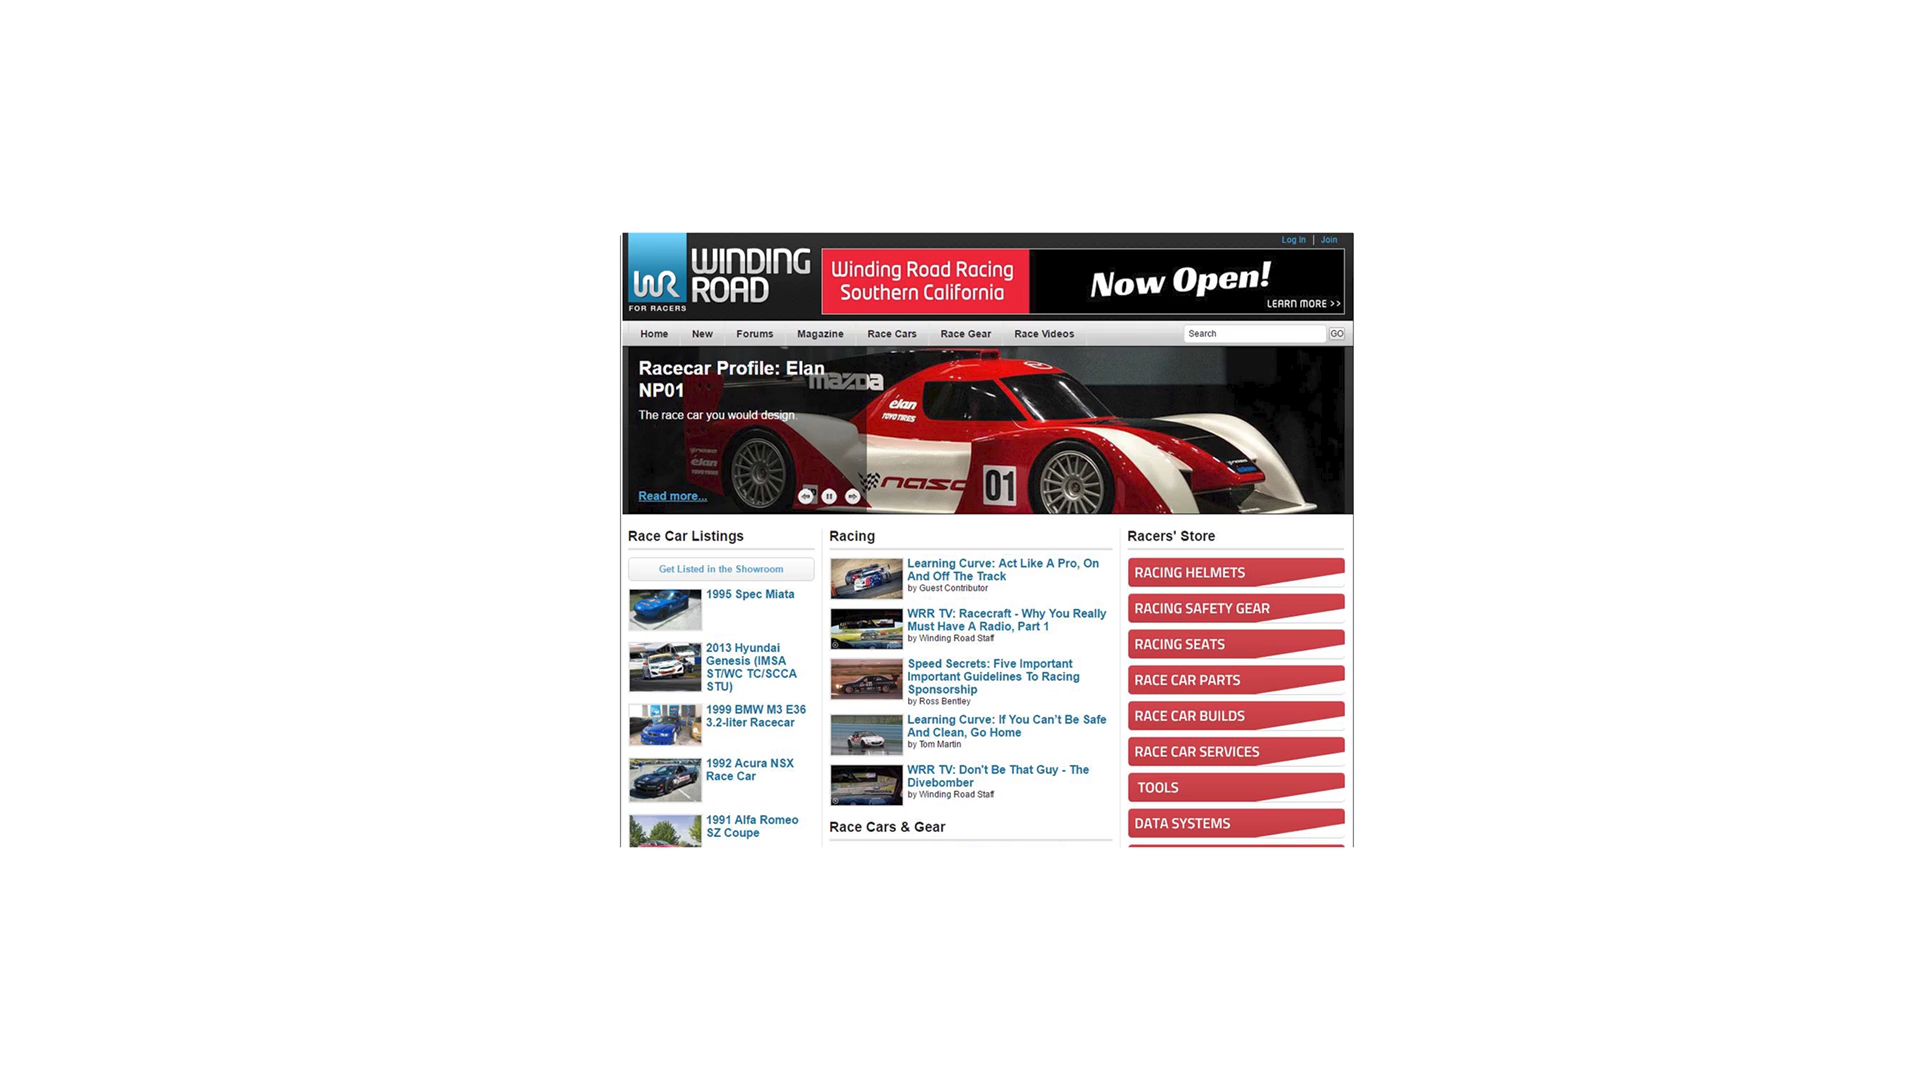 Log In | Join
WR
FOR RACERS
WINDING
ROAD
Winding Road Racing
Southern California
Now Open!
LEARN MORE >>
Home
New
Forums
Magazine
Race Cars
Race Gear
Race Videos
Search
GO
Racecar Profile: Elan
NP01
The race car you would design.
Read more...
mazda
élan
TOYO TIRES
élan
nasa
01
Race Car Listings
Get Listed in the Showroom
1995 Spec Miata
2013 Hyundai
Genesis (IMSA
ST/WC TC/SCCA
STU)
1999 BMW M3 E36
3.2-liter Racecar
1992 Acura NSX
Race Car
1991 Alfa Romeo
SZ Coupe
Racing
Learning Curve: Act Like A Pro, On
And Off The Track
by Guest Contributor
WRR TV: Racecraft - Why You Really
Must Have A Radio, Part 1
by Winding Road Staff
Speed Secrets: Five Important
Important Guidelines To Racing
Sponsorship
by Ross Bentley
Learning Curve: If You Can't Be Safe
And Clean, Go Home
by Tom Martin
WRR TV: Don't Be That Guy - The
Divebomber
by Winding Road Staff
Race Cars & Gear
Racers' Store
RACING HELMETS
RACING SAFETY GEAR
RACING SEATS
RACE CAR PARTS
RACE CAR BUILDS
RACE CAR SERVICES
TOOLS
DATA SYSTEMS